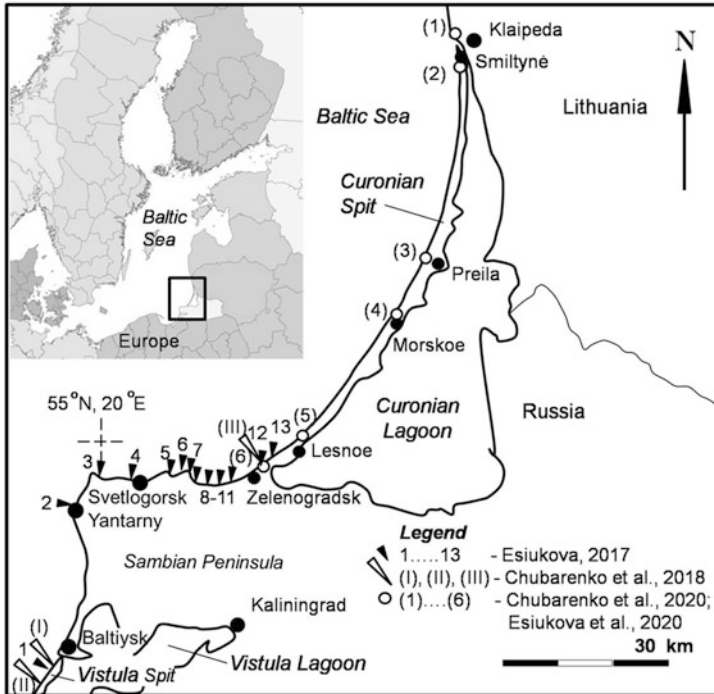 (1)
Klaipeda
Smiltynė
(2)
N
Lithuania
Baltic Sea
Curonian
Spit
Baltic
Sea
(3)
Preila
(4)
Morskoe
Europe
Curonian
Lagoon
Russia
55 °N, 20 °E
(III)
12 13
(5)
Lesnoe
3
4
5
6
7
(6)
8-11
Zelenogradsk
Svetlogorsk
2
Yantarny
Legend
1.....13 - Esiukova, 2017
(I), (II), (III) - Chubarenko et al., 2018
(1)....(6) - Chubarenko et al., 2020;
Esiukova et al., 2020
30 km
Sambian Peninsula
Kaliningrad
(I)
1
Baltiysk
(II)
Vistula Spit
Vistula Lagoon